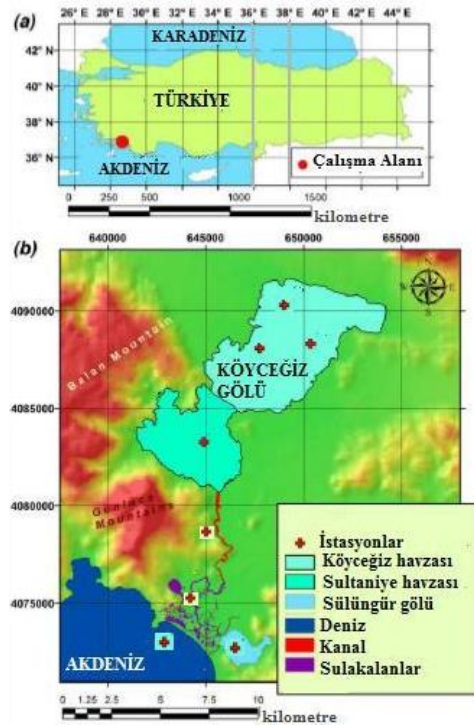 (a)
26° E 28° E 30° E 32° E 34° E 36° E 38° E 40° E 42° E 44° E
42° N
40° N
38° N
36° N
KARADENİZ
TÜRKİYE
AKDENİZ
Çalışma Alanı
0 250 500 1000 1500
kilometre
(b)
640000 645000 650000 655000
4090000
4085000
4080000
4075000
N
W E
S
Balan Mountain
KÖYCEĞİZ
GÖLÜ
Mountains
AKDENİZ
İstasyonlar
Köyceğiz havzası
Sultaniye havzası
Sülüngür gölü
Deniz
Kanal
Sulakalanlar
0 1.25 2.5 5 7.5 10
kilometre